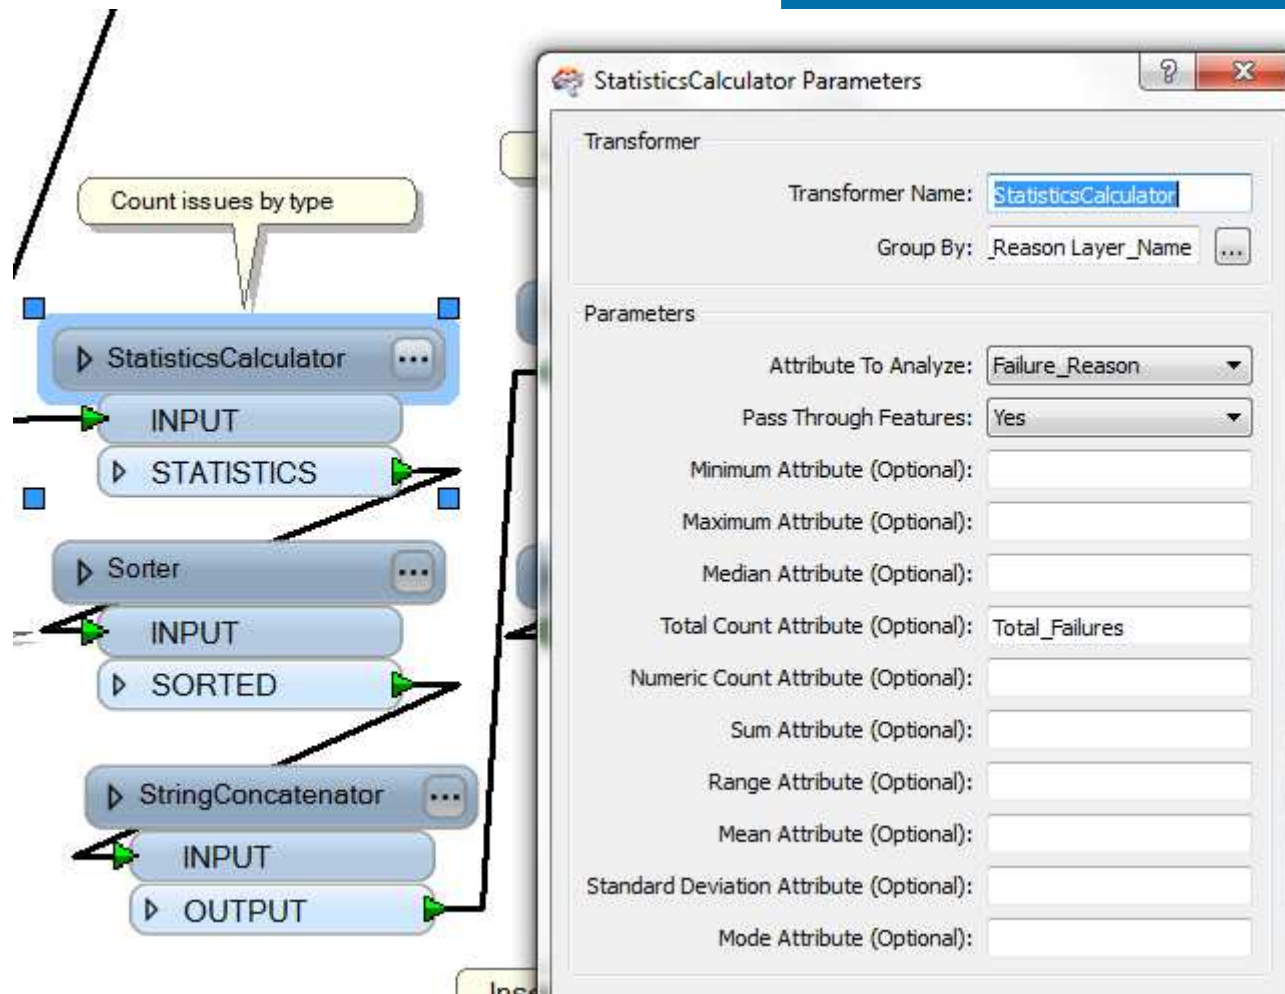 Count issues by type
StatisticsCalculator
INPUT
STATISTICS
Sorter
INPUT
SORTED
StringConcatenator
INPUT
OUTPUT
StatisticsCalculator Parameters
Transformer
Transformer Name: StatisticsCalculator
Group By: _Reason Layer_Name ...
Parameters
Attribute To Analyze: Failure_Reason
Pass Through Features: Yes
Minimum Attribute (Optional):
Maximum Attribute (Optional):
Median Attribute (Optional):
Total Count Attribute (Optional): Total_Failures
Numeric Count Attribute (Optional):
Sum Attribute (Optional):
Range Attribute (Optional):
Mean Attribute (Optional):
Standard Deviation Attribute (Optional):
Mode Attribute (Optional):